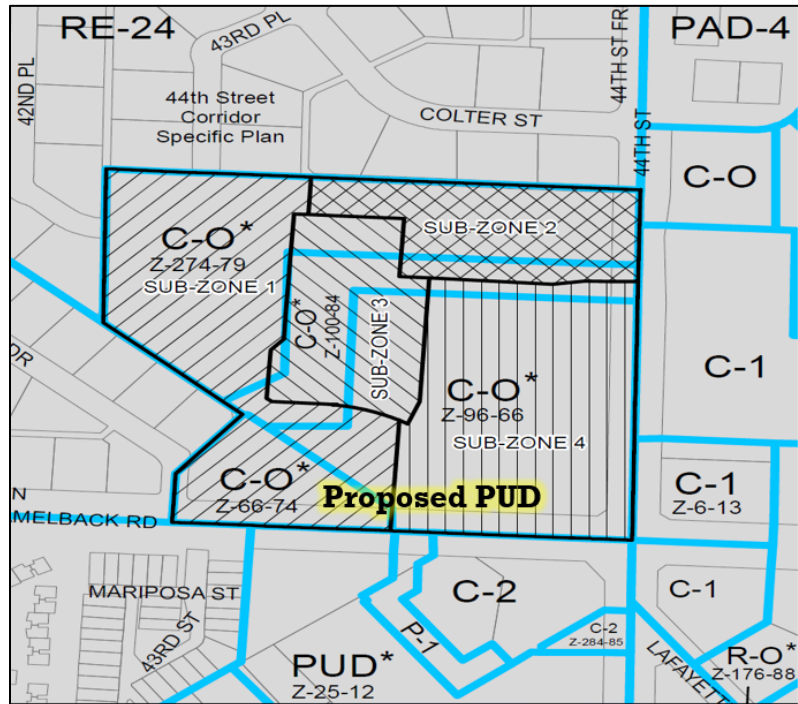 RE-24
43RD PL
44TH ST FR
PAD-4
42ND PL
44th Street
Corridor
Specific Plan
COLTER ST
44TH ST
C-O
SUB-ZONE 2
C-O*
Z-274-79
SUB-ZONE 1
C-O*
Z-100-84
SUB-ZONE 3
C-1
DR
C-O*
Z-96-66
SUB-ZONE 4
C-O*
Z-66-74
Proposed PUD
C-1
Z-6-13
N
MELBACK RD
MARIPOSA ST
43RD ST
C-2
C-1
P-1
C-2
Z-284-85
LAFAYETT
PUD*
Z-25-12
R-O*
Z-176-88